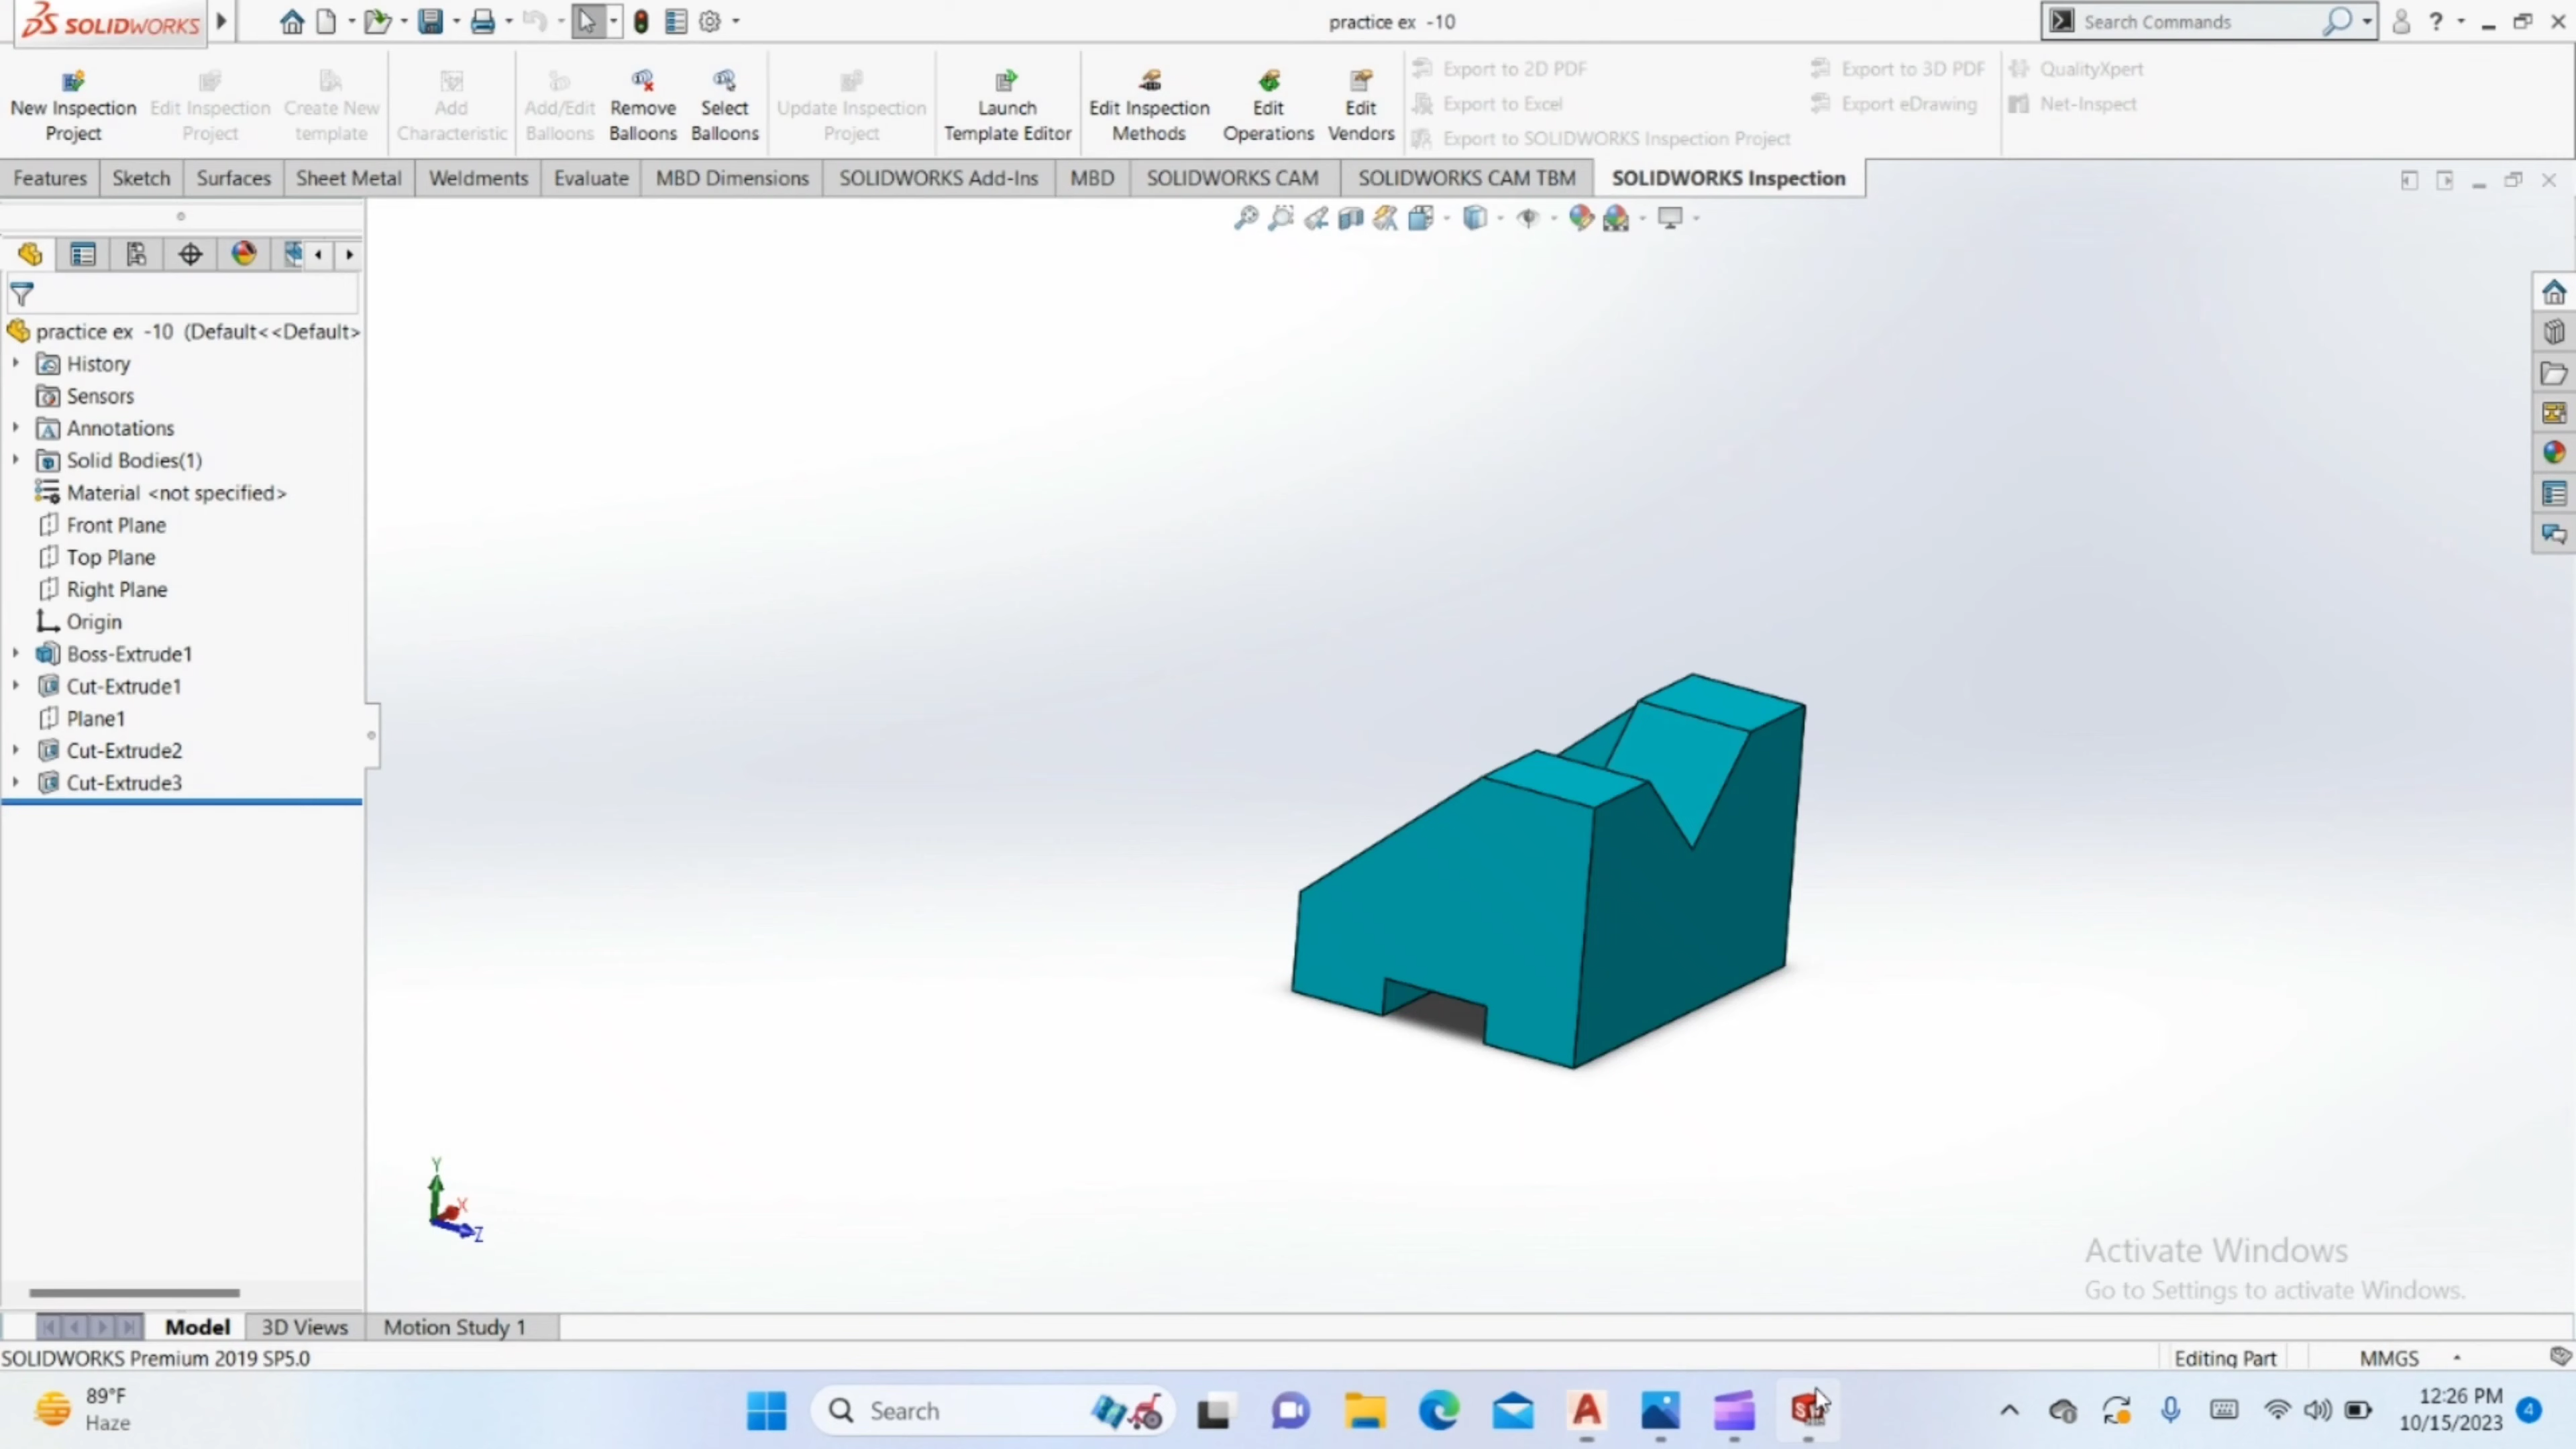 SOLIDWORKS
practice ex -10
Search Commands
?
New Inspection
Project
Edit Inspection
Project
Create New
template
Add
Characteristic
Add/Edit
Balloons
Remove
Balloons
Select
Balloons
Update Inspection
Project
Launch
Template Editor
Edit Inspection
Methods
Edit
Operations
Edit
Vendors
Export to 2D PDF
Export to Excel
Export to SOLIDWORKS Inspection Project
Export to 3D PDF
Export eDrawing
QualityXpert
Net-Inspect
Features
Sketch
Surfaces
Sheet Metal
Weldments
Evaluate
MBD Dimensions
SOLIDWORKS Add-Ins
MBD
SOLIDWORKS CAM
SOLIDWORKS CAM TBM
SOLIDWORKS Inspection
practice ex -10 (Default<<Default>
History
Sensors
Annotations
Solid Bodies(1)
Material <not specified>
Front Plane
Top Plane
Right Plane
Origin
Boss-Extrude1
Cut-Extrude1
Plane1
Cut-Extrude2
Cut-Extrude3
Y
X
Z
Activate Windows
Go to Settings to activate Windows.
Model
3D Views
Motion Study 1
SOLIDWORKS Premium 2019 SP5.0
Editing Part
MMGS
89°F
Haze
Search
12:26 PM
10/15/2023
4